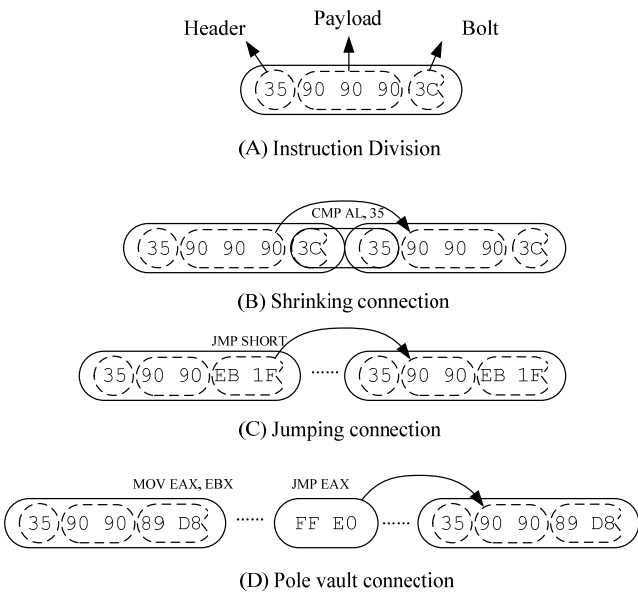 Header Payload Bolt
35 90 90 90 3C
(A) Instruction Division
CMP AL, 35
35 90 90 90 3C 35 90 90 90 3C
(B) Shrinking connection
JMP SHORT
35 90 90 EB 1F ...... 35 90 90 EB 1F
(C) Jumping connection
MOV EAX, EBX JMP EAX
35 90 90 89 D8 ...... FF E0 ...... 35 90 90 89 D8
(D) Pole vault connection